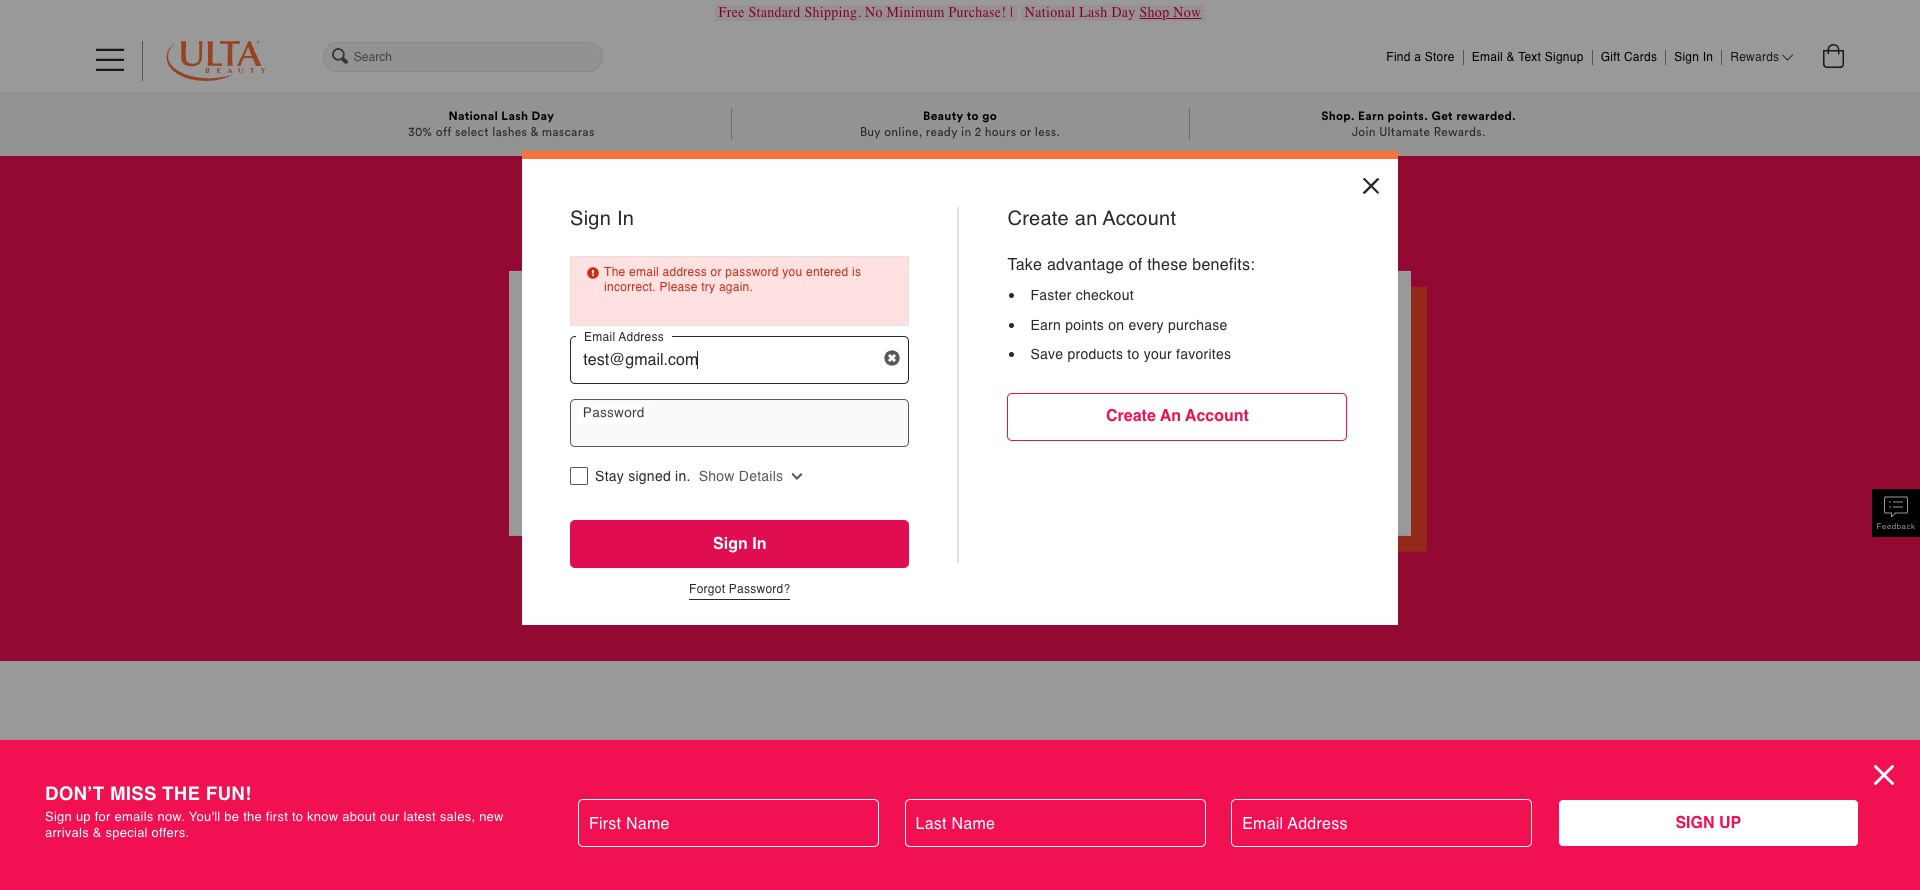 Free Standard Shipping. No Minimum Purchase! | National Lash Day Shop Now
ULTA
BEAUTY
Search
Find a Store
Email & Text Signup
Gift Cards
Sign In
Rewards
National Lash Day
30% off select lashes & mascaras
Beauty to go
Buy online, ready in 2 hours or less.
Shop. Earn points. Get rewarded.
Join Ultamate Rewards.
Sign In
The email address or password you entered is
incorrect. Please try again.
Email Address
test@gmail.com
Password
Stay signed in. Show Details
Sign In
Forgot Password?
Create an Account
Take advantage of these benefits:
• Faster checkout
• Earn points on every purchase
• Save products to your favorites
Create An Account
Feedback
DON'T MISS THE FUN!
Sign up for emails now. You'll be the first to know about our latest sales, new
arrivals & special offers.
First Name
Last Name
Email Address
SIGN UP